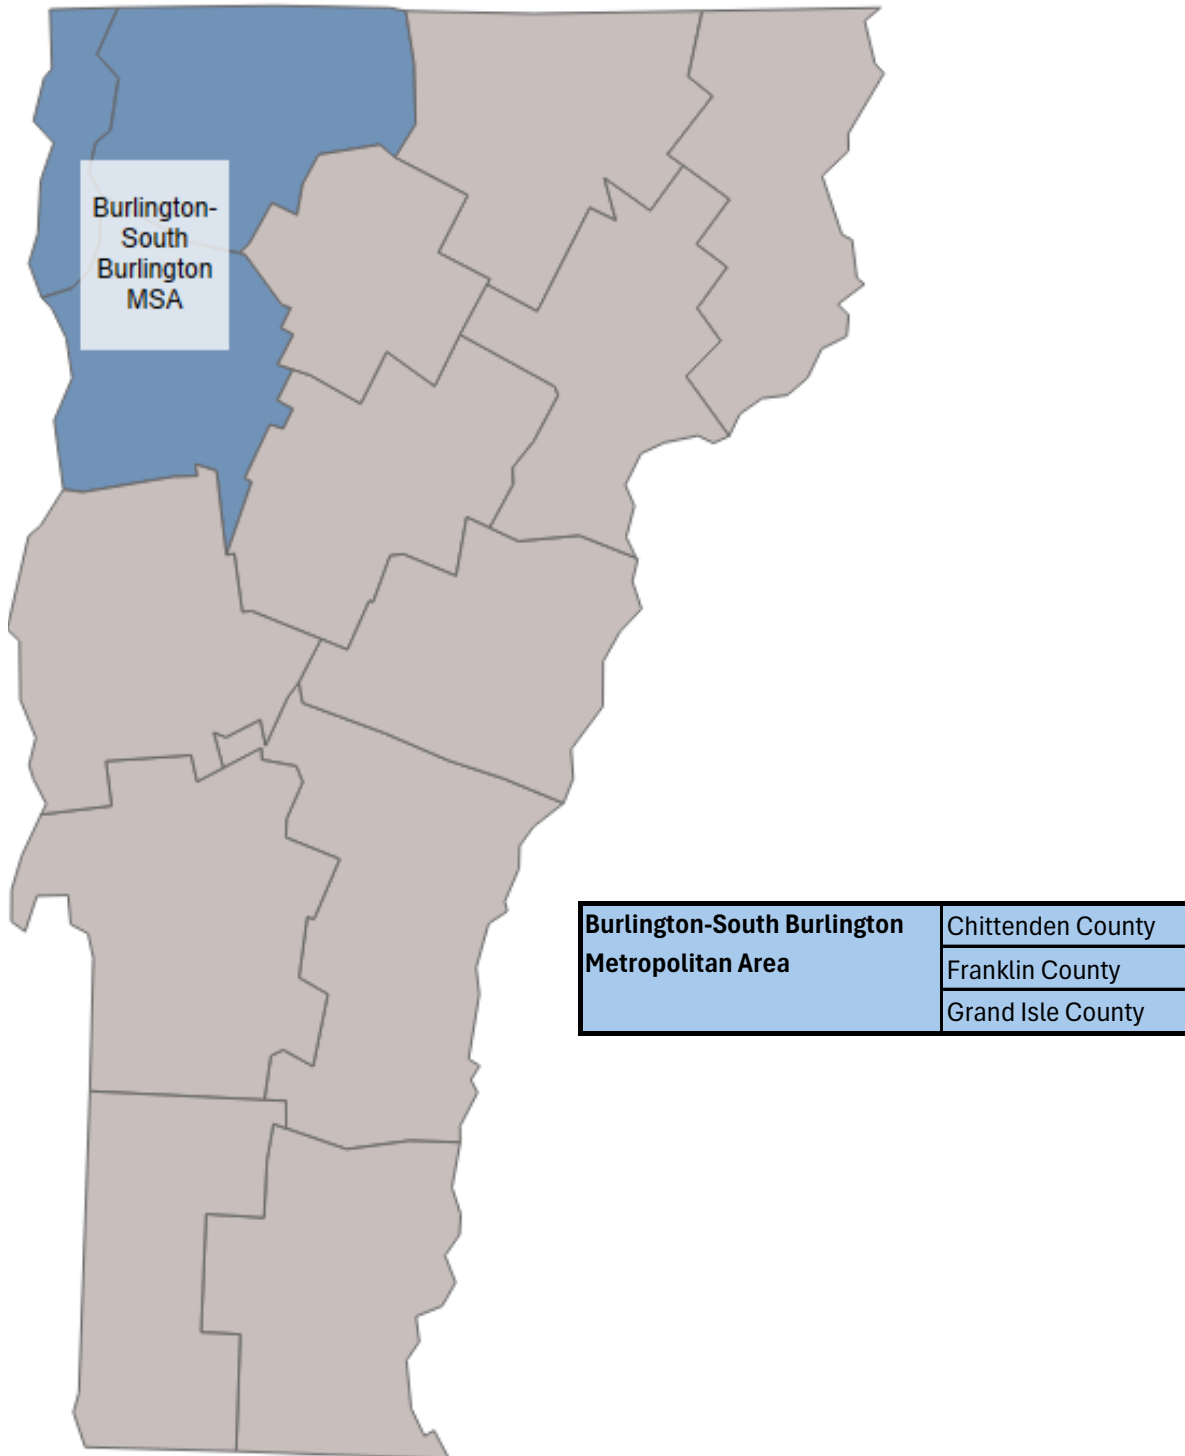 Burlington-
South
Burlington
MSA
Burlington-South Burlington
Metropolitan Area
Chittenden County
Franklin County
Grand Isle County